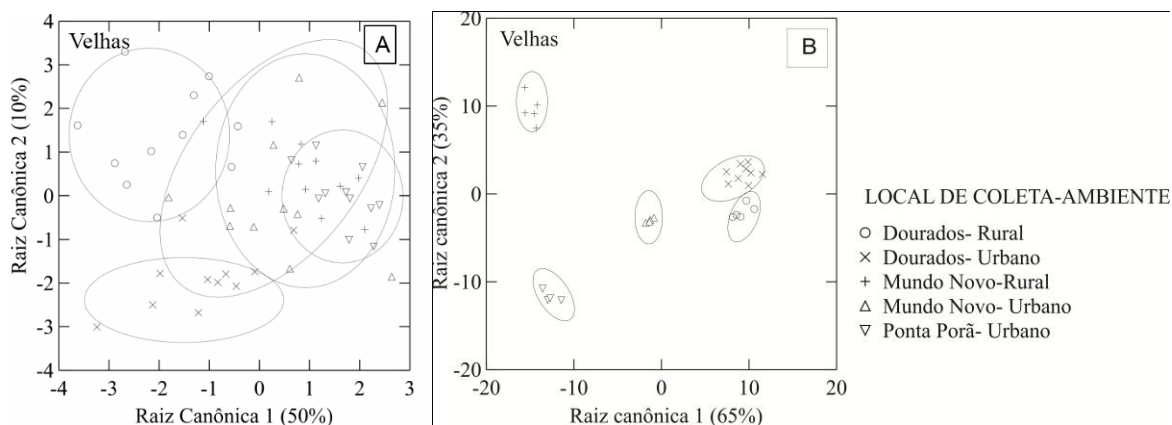 Velhas
A
Raiz Canônica 2 (10%)
4
3
2
1
0
-1
-2
-3
-4
-4
-3
-2
-1
0
1
2
3
Raiz Canônica 1 (50%)
Velhas
B
Raiz canônica 2 (35%)
20
10
0
-10
-20
-20
-10
0
10
20
Raiz canônica 1 (65%)
LOCAL DE COLETA-AMBIENTE
Dourados- Rural
Dourados- Urbano
Mundo Novo-Rural
Mundo Novo- Urbano
Ponta Porã- Urbano